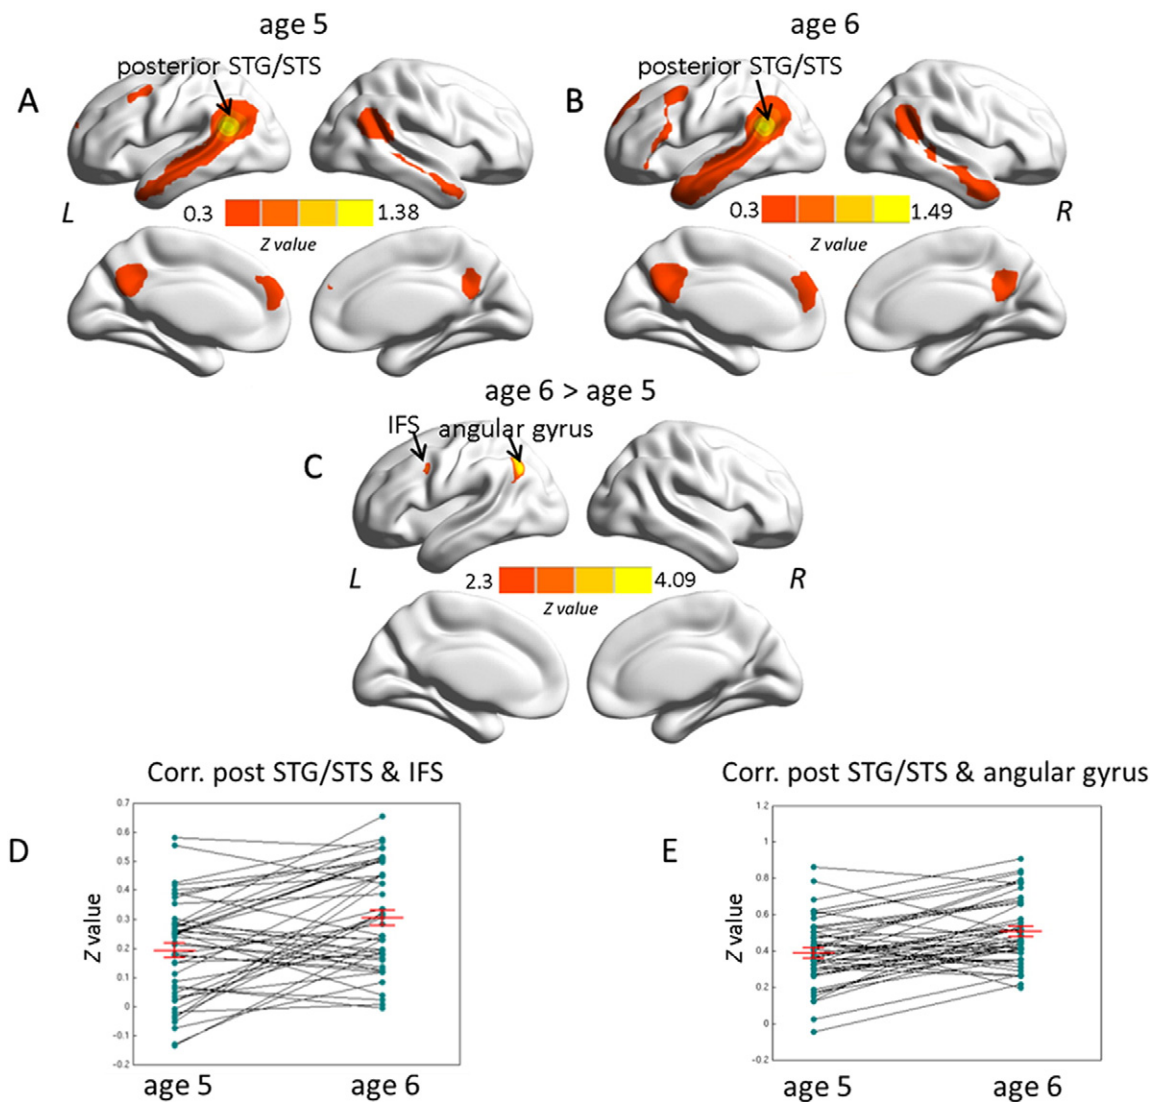 age 5
age 6
posterior STG/STS
posterior STG/STS
A
B
L
0.3
1.38
Z value
0.3
1.49
Z value
R
age 6 > age 5
IFS
angular gyrus
C
L
2.3
4.09
Z value
R
Corr. post STG/STS & IFS
D
Z value
0.7
0.6
0.5
0.4
0.3
0.2
0.1
0
-0.1
-0.2
age 5
age 6
Corr. post STG/STS & angular gyrus
E
Z value
1.2
1
0.8
0.6
0.4
0.2
0
-0.2
age 5
age 6